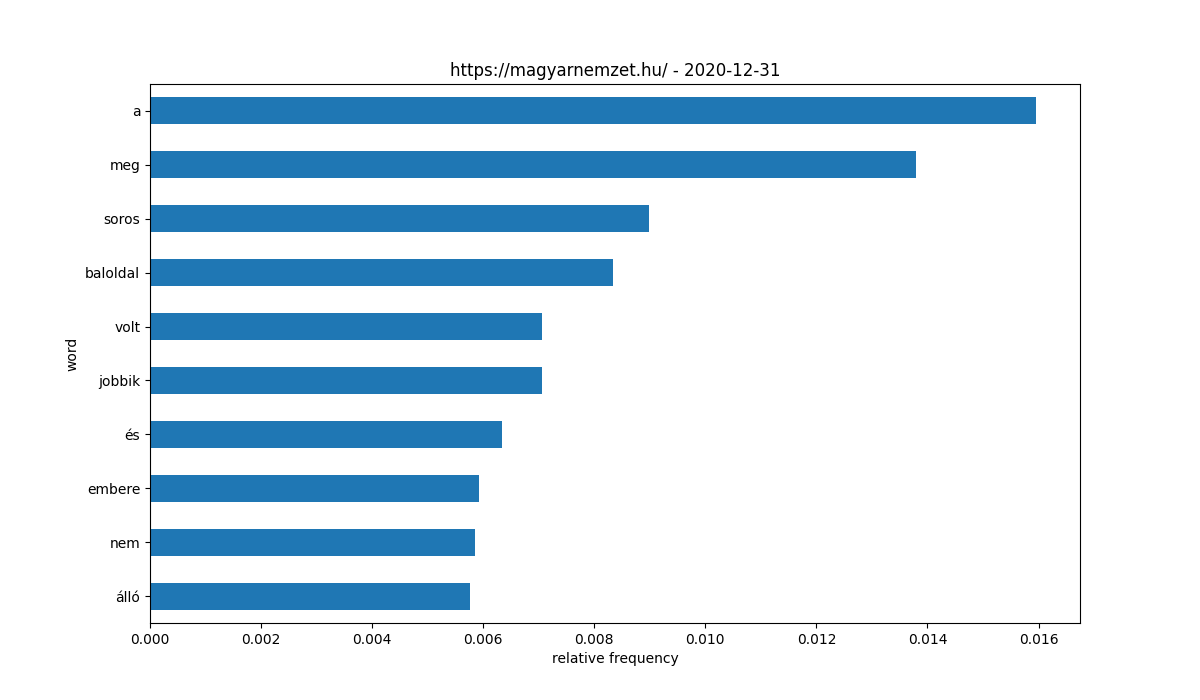 https://magyarnemzet.hu/ - 2020-12-31
a
meg
soros
baloldal
volt
jobbik
és
embere
nem
álló
word
0.000 0.002 0.004 0.006 0.008 0.010 0.012 0.014 0.016
relative frequency